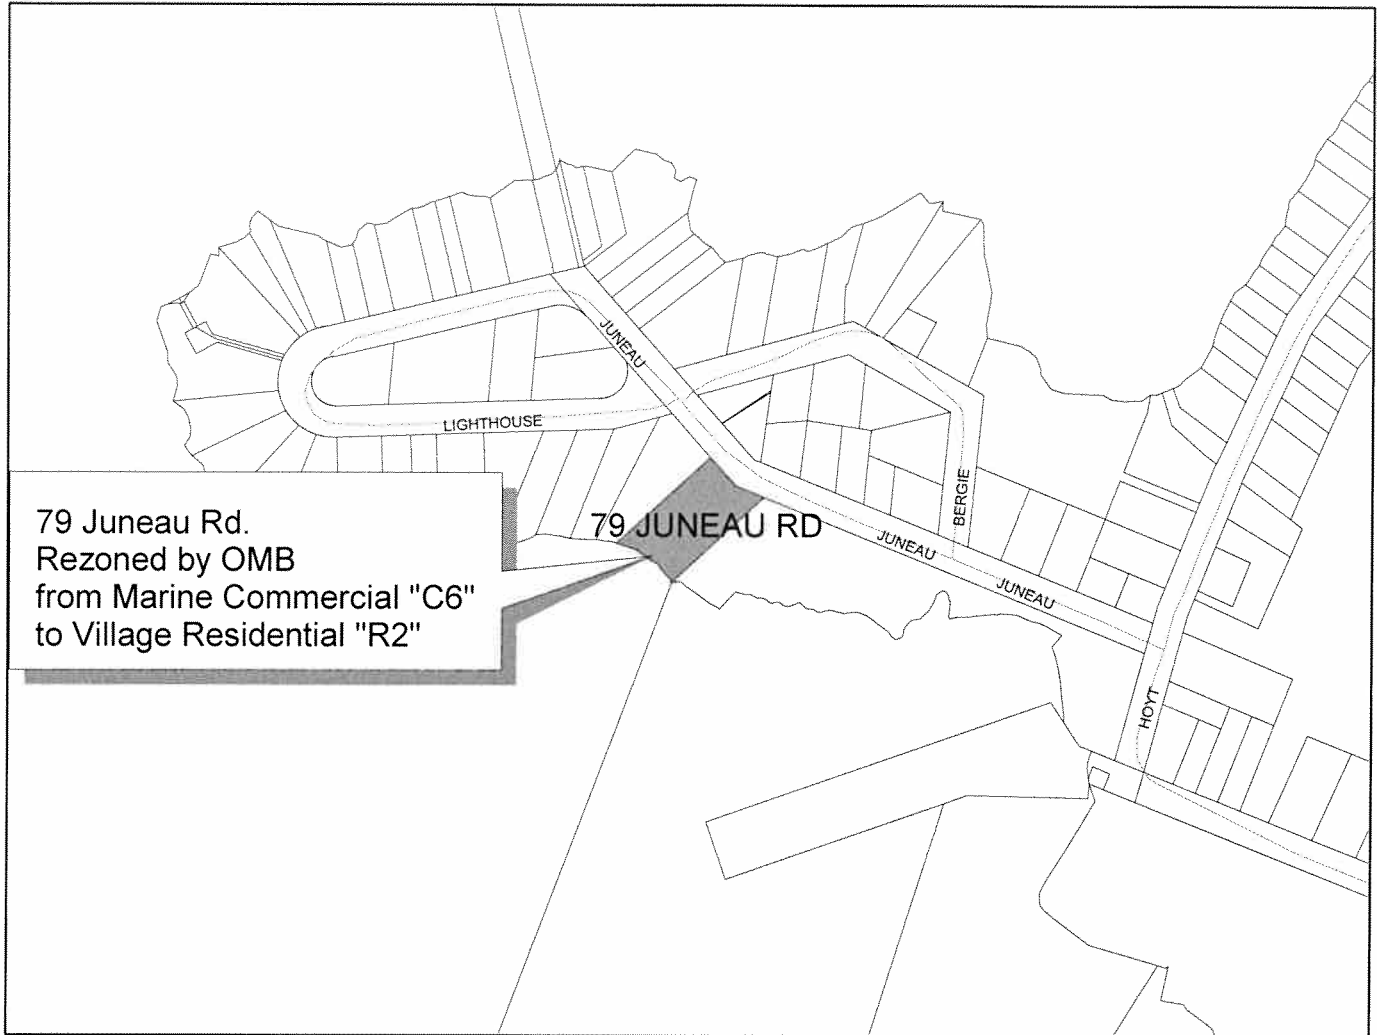 JUNEAU
LIGHTHOUSE
BERGIE
79 JUNEAU RD
JUNEAU
JUNEAU
HOYT
79 Juneau Rd.
Rezoned by OMB
from Marine Commercial "C6"
to Village Residential "R2"